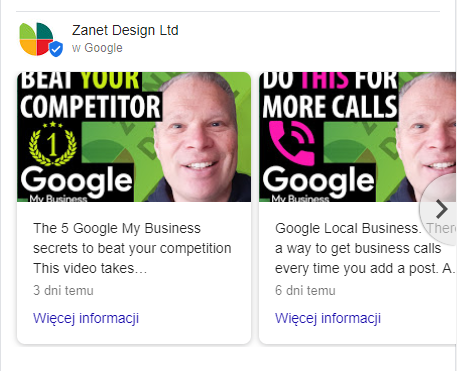 Zanet Design Ltd
w Google
BEAT YOUR
COMPETITOR
1
Google
My Business
The 5 Google My Business
secrets to beat your competition
This video takes…
3 dni temu
Więcej informacji
DO THIS FOR
MORE CALLS
Google
My Business
Google Local Business. There
a way to get business calls
every time you add a post. A
6 dni temu
Więcej informacji